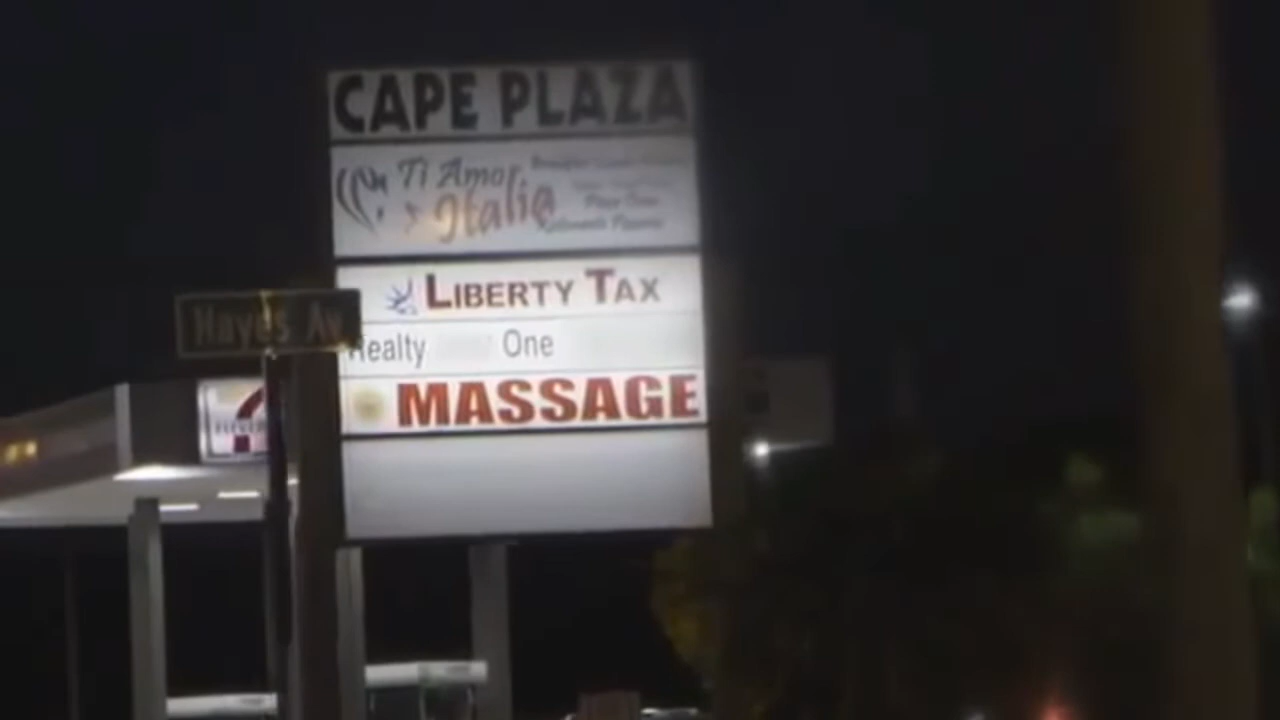 CAPE PLAZA
Ti Amo
Italia
LIBERTY TAX
Hayes Av
Realty One
MASSAGE